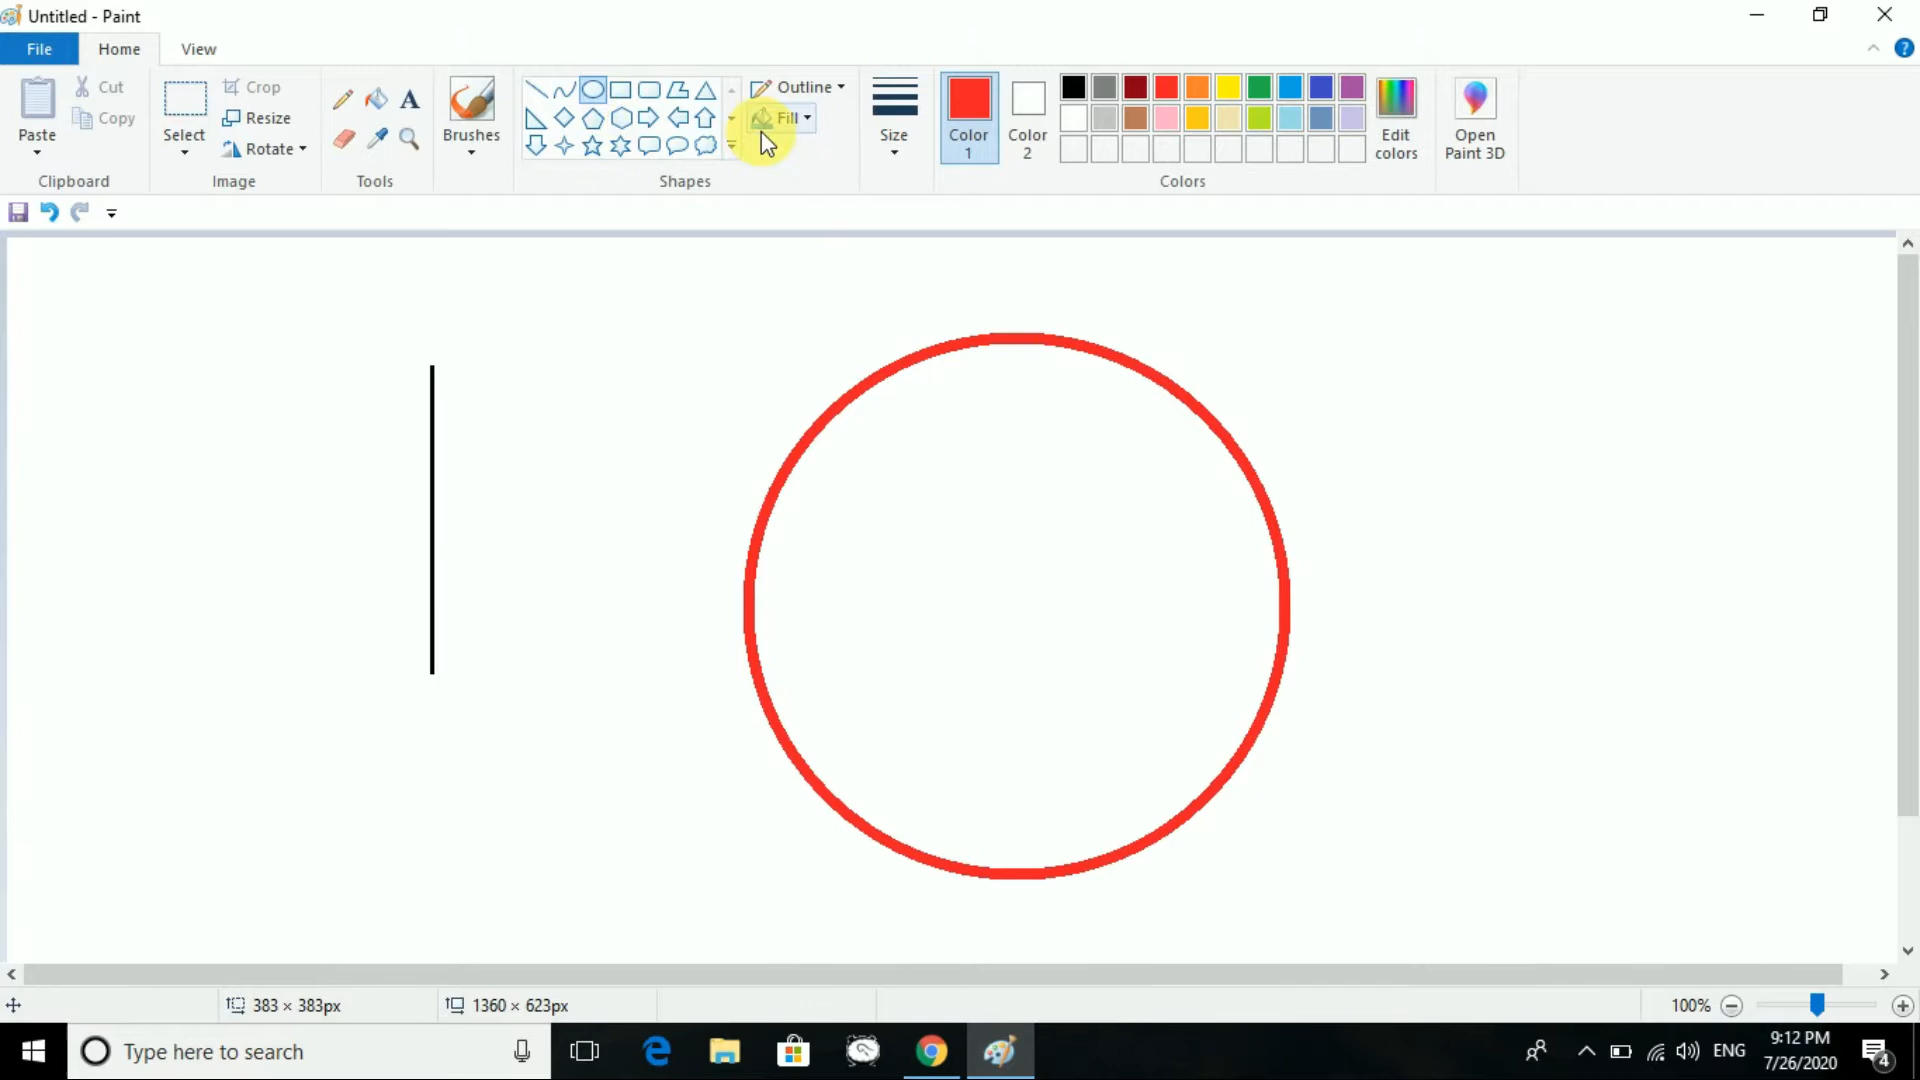 Untitled - Paint
File
Home
View
Paste
Cut
Copy
Clipboard
Select
Crop
Resize
Rotate
Image
A
Tools
Brushes
Outline
Fill
Shapes
Size
Color
1
Color
2
Edit
colors
Colors
Open
Paint 3D
383 × 383px
1360 × 623px
100%
Type here to search
ENG
9:12 PM
7/26/2020
4